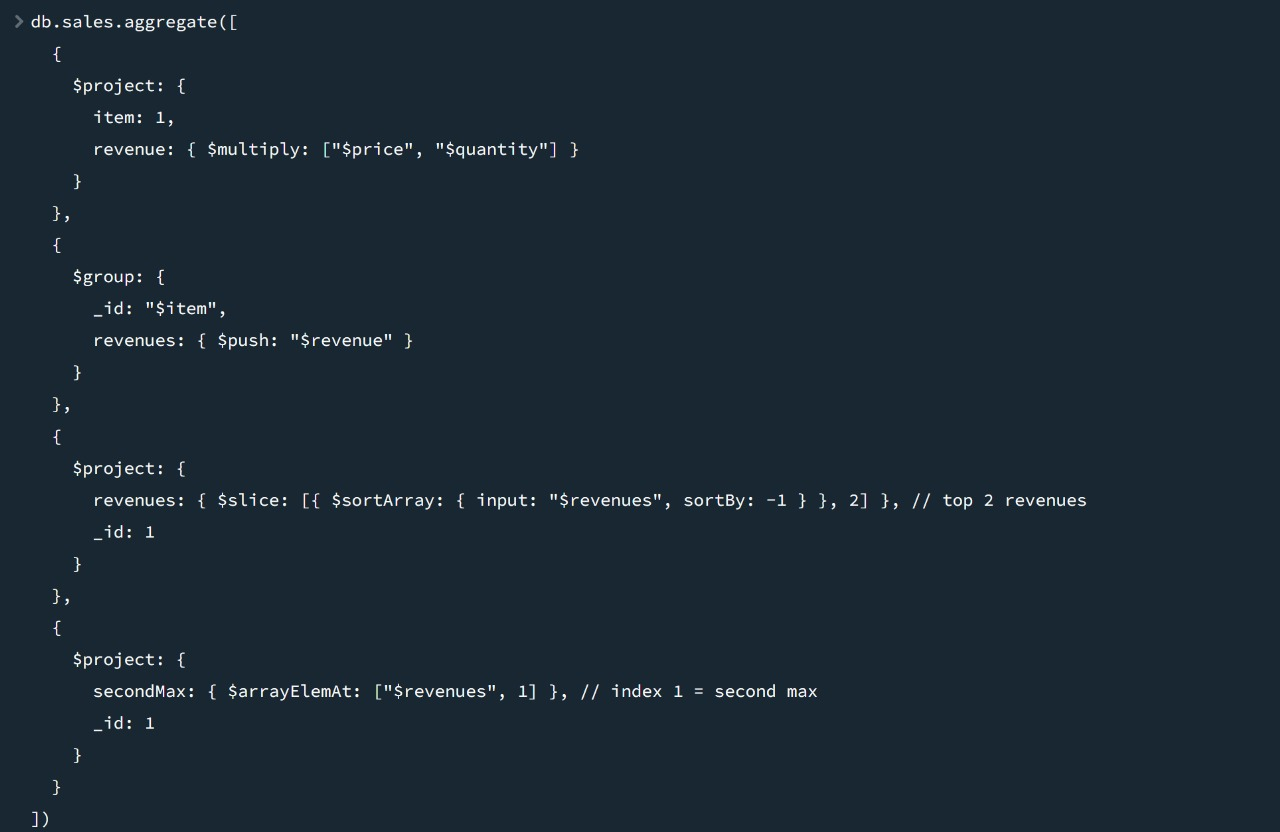 > db.sales.aggregate([
{
$project: {
item: 1,
revenue: { $multiply: ["$price", "$quantity"] }
}
},
{
$group: {
_id: "$item",
revenues: { $push: "$revenue" }
}
},
{
$project: {
revenues: { $slice: [{ $sortArray: { input: "$revenues", sortBy: -1 } }, 2] }, // top 2 revenues
_id: 1
}
},
{
$project: {
secondMax: { $arrayElemAt: ["$revenues", 1] }, // index 1 = second max
_id: 1
}
}
])